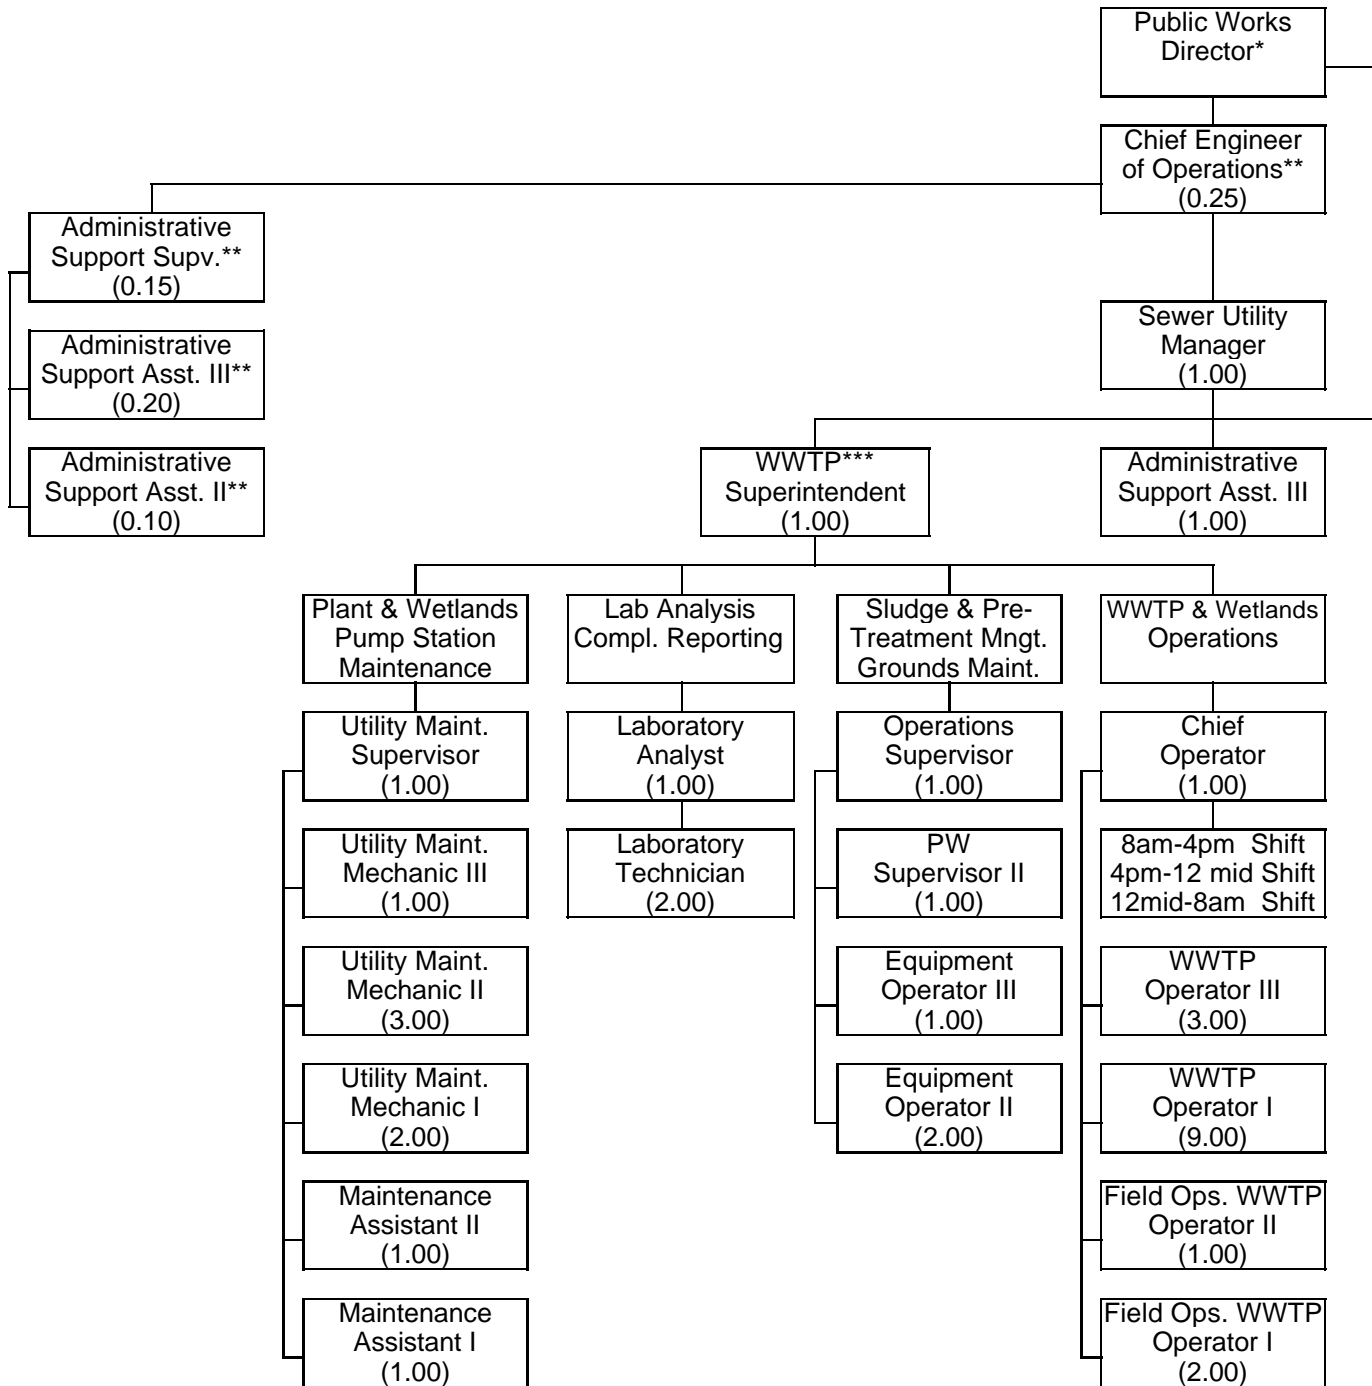 Public Works
Director*
Chief Engineer
of Operations**
(0.25)
Administrative
Support Supv.**
(0.15)
Administrative
Support Asst. III**
(0.20)
Administrative
Support Asst. II**
(0.10)
Sewer Utility
Manager
(1.00)
WWTP***
Superintendent
(1.00)
Administrative
Support Asst. III
(1.00)
Plant & Wetlands
Pump Station
Maintenance
Utility Maint.
Supervisor
(1.00)
Utility Maint.
Mechanic III
(1.00)
Utility Maint.
Mechanic II
(3.00)
Utility Maint.
Mechanic I
(2.00)
Maintenance
Assistant II
(1.00)
Maintenance
Assistant I
(1.00)
Lab Analysis
Compl. Reporting
Laboratory
Analyst
(1.00)
Laboratory
Technician
(2.00)
Sludge & Pre-
Treatment Mngt.
Grounds Maint.
Operations
Supervisor
(1.00)
PW
Supervisor II
(1.00)
Equipment
Operator III
(1.00)
Equipment
Operator II
(2.00)
WWTP & Wetlands
Operations
Chief
Operator
(1.00)
8am-4pm  Shift
4pm-12 mid Shift
12mid-8am  Shift
WWTP
Operator III
(3.00)
WWTP
Operator I
(9.00)
Field Ops. WWTP
Operator II
(1.00)
Field Ops. WWTP
Operator I
(2.00)